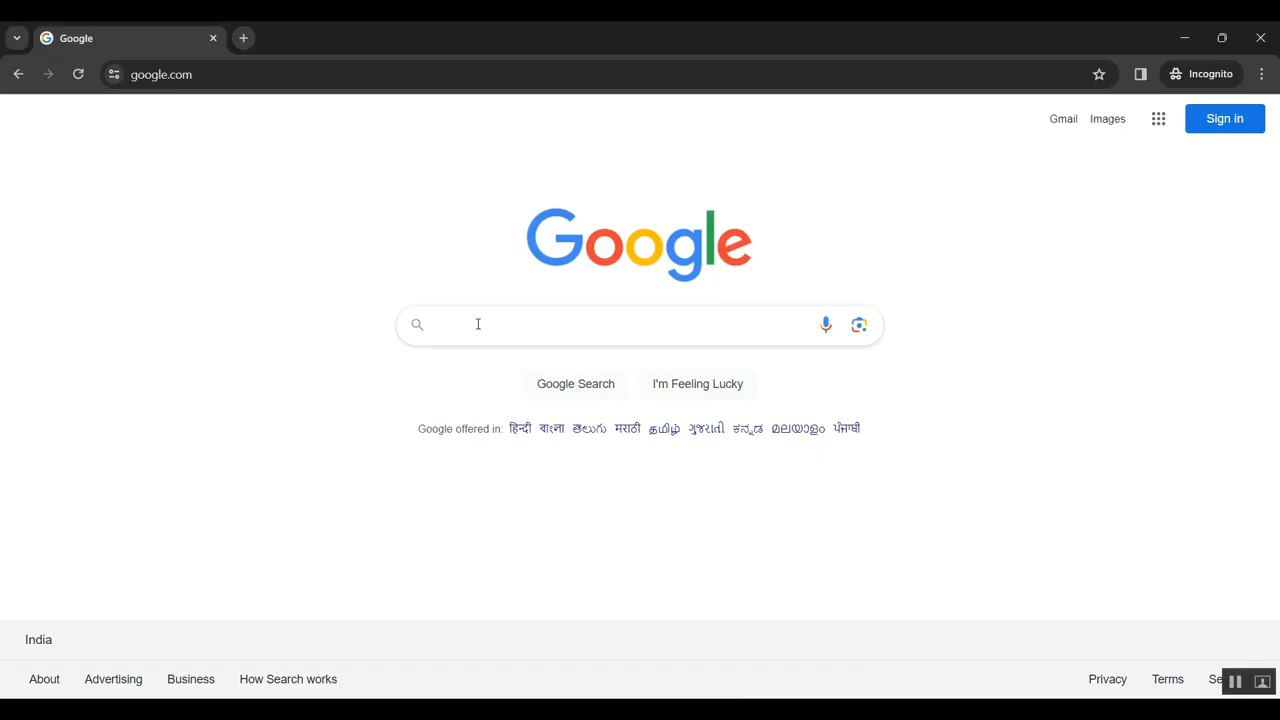 Google
google.com
Incognito
Gmail Images
Sign in
Google
Google Search I'm Feeling Lucky
Google offered in: हिन्दी বাংলা తెలుగు मराठी தமிழ் ગુજરાતી ಕನ್ನಡ മലയാളം ਪੰਜਾਬੀ
India
About Advertising Business How Search works Privacy Terms Se